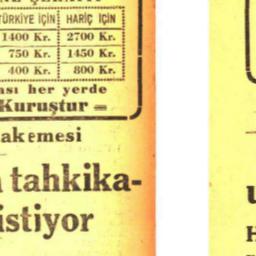 TÜRKİYE İÇİN HARİÇ İÇİN
1400 Kr. 2700 Kr.
750 Kr. 1450 Kr.
400 Kr. 800 Kr.
her yerde
Kuruştur =
akemesi
tahkika-
istiyor